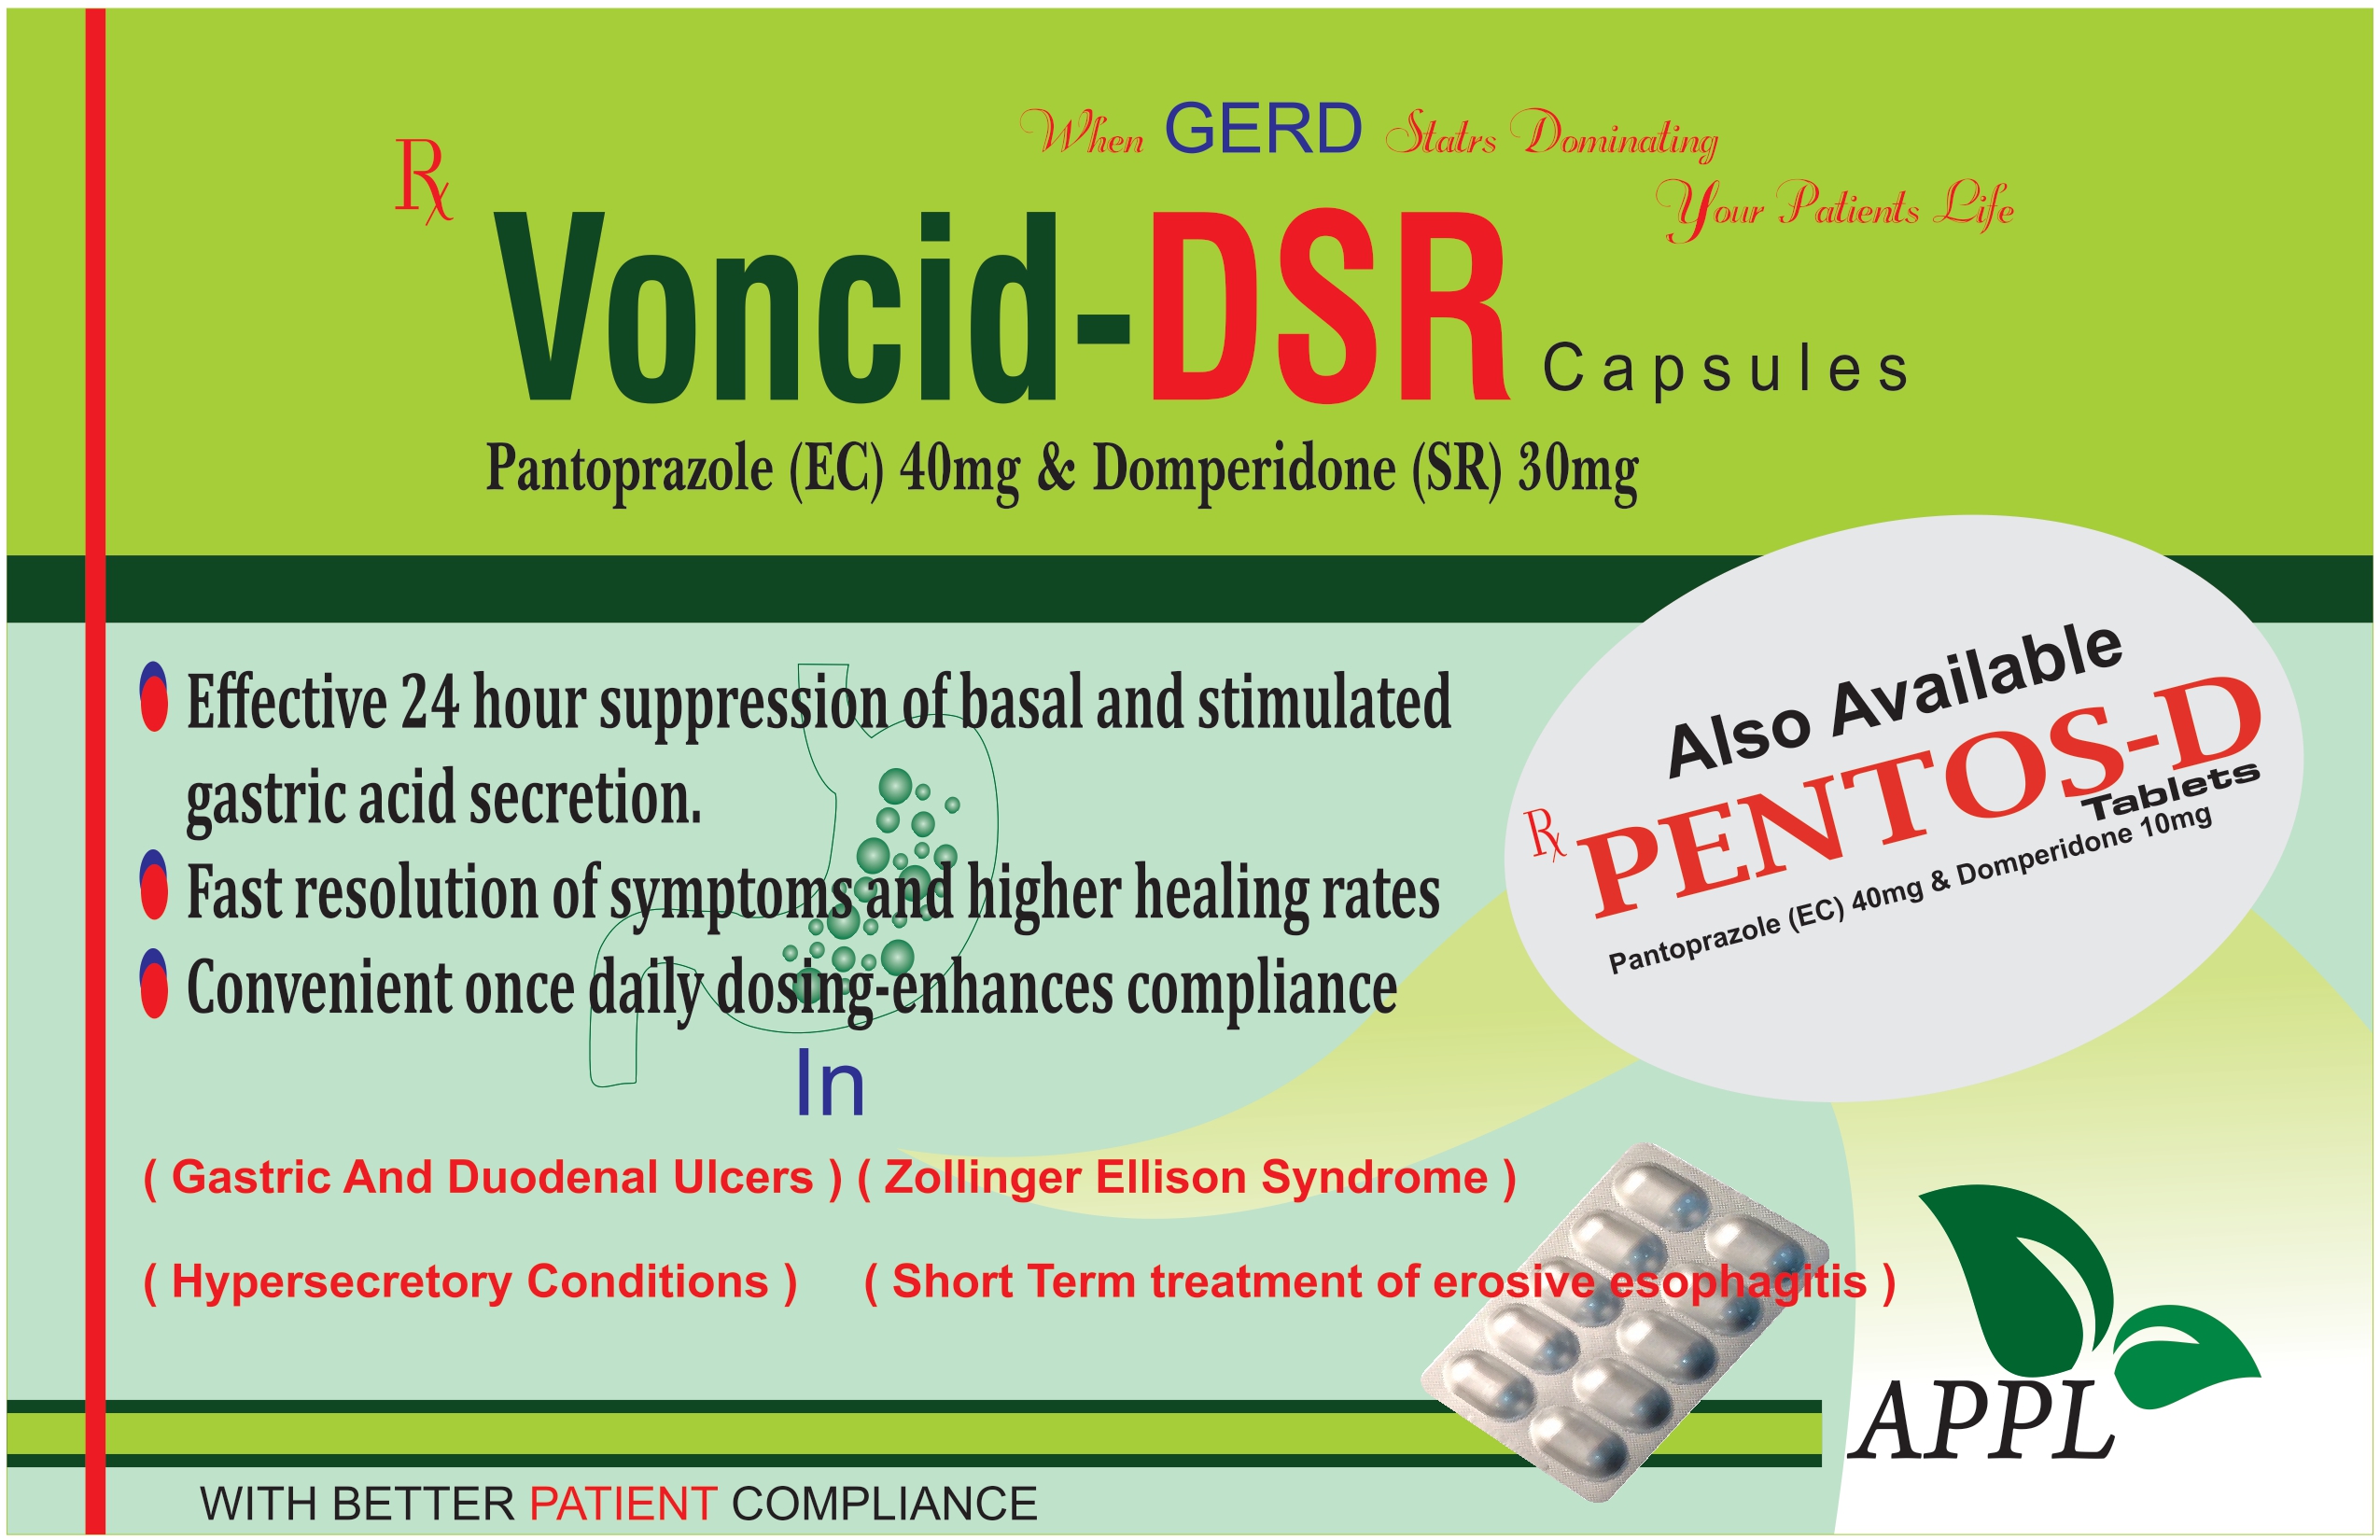 When GERD Statrs Dominating
Your Patients Life
Rx
Voncid-DSR Capsules
Pantoprazole (EC) 40mg & Domperidone (SR) 30mg
Effective 24 hour suppression of basal and stimulated
gastric acid secretion.
Fast resolution of symptoms and higher healing rates
Convenient once daily dosing-enhances compliance
In
( Gastric And Duodenal Ulcers ) ( Zollinger Ellison Syndrome )
( Hypersecretory Conditions ) ( Short Term treatment of erosive esophagitis )
Also Available
Rx PENTOS-D
Tablets
Pantoprazole (EC) 40mg & Domperidone 10mg
APPL
WITH BETTER PATIENT COMPLIANCE